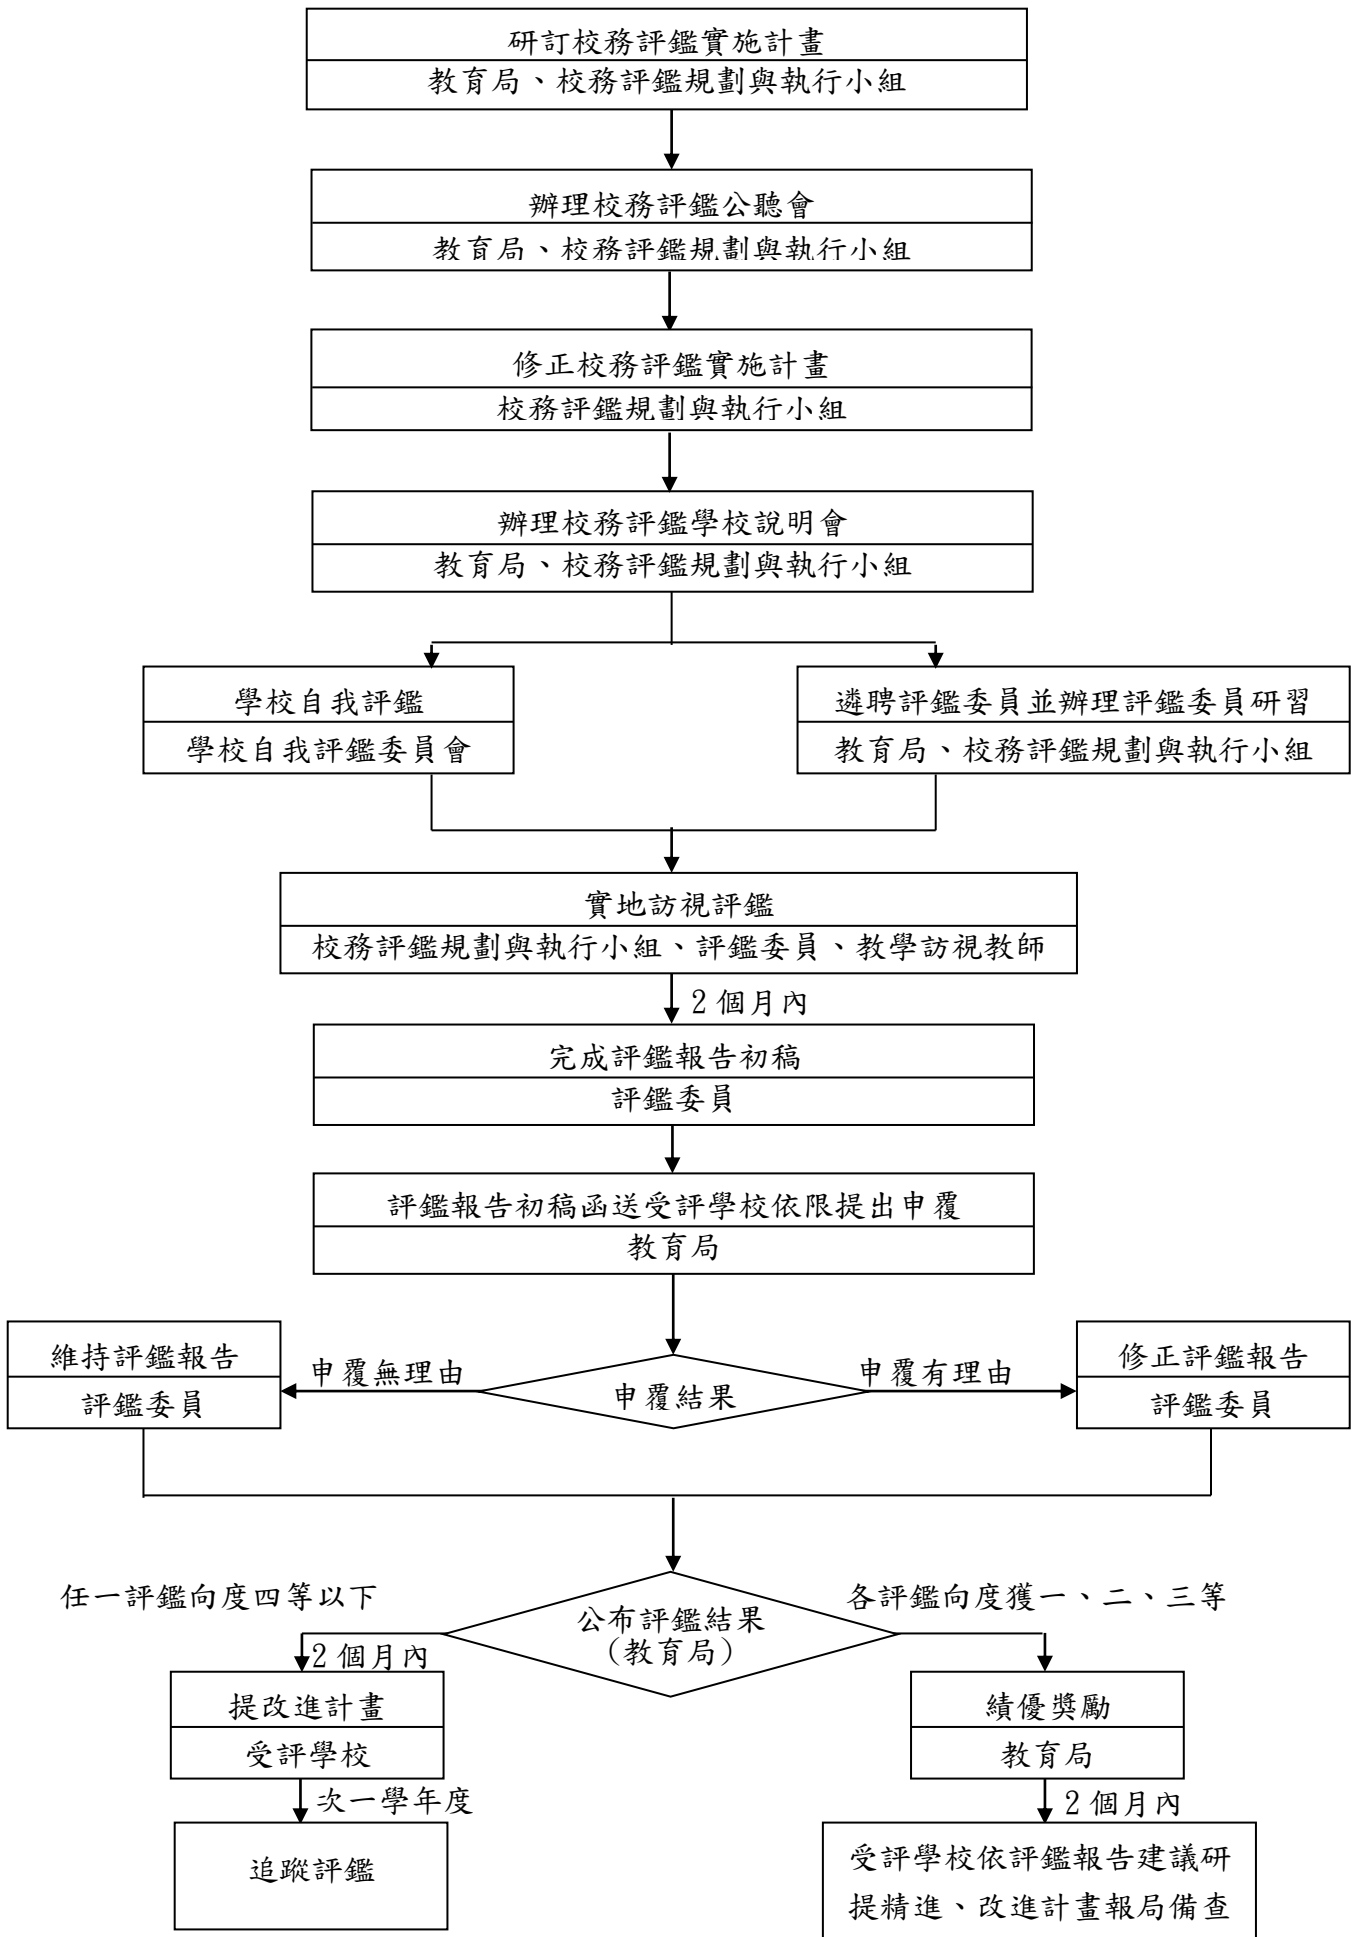 研訂校務評鑑實施計畫
教育局、校務評鑑規劃與執行小組
辦理校務評鑑公聽會
教育局、校務評鑑規劃與執行小組
修正校務評鑑實施計畫
校務評鑑規劃與執行小組
辦理校務評鑑學校說明會
教育局、校務評鑑規劃與執行小組
學校自我評鑑
學校自我評鑑委員會
遴聘評鑑委員並辦理評鑑委員研習
教育局、校務評鑑規劃與執行小組
實地訪視評鑑
校務評鑑規劃與執行小組、評鑑委員、教學訪視教師
2 個月內
完成評鑑報告初稿
評鑑委員
評鑑報告初稿函送受評學校依限提出申覆
教育局
維持評鑑報告
評鑑委員
申覆無理由
申覆結果
申覆有理由
修正評鑑報告
評鑑委員
任一評鑑向度四等以下
公布評鑑結果
（教育局）
各評鑑向度獲一、二、三等
2 個月內
提改進計畫
受評學校
次一學年度
追蹤評鑑
績優獎勵
教育局
2 個月內
受評學校依評鑑報告建議研
提精進、改進計畫報局備查